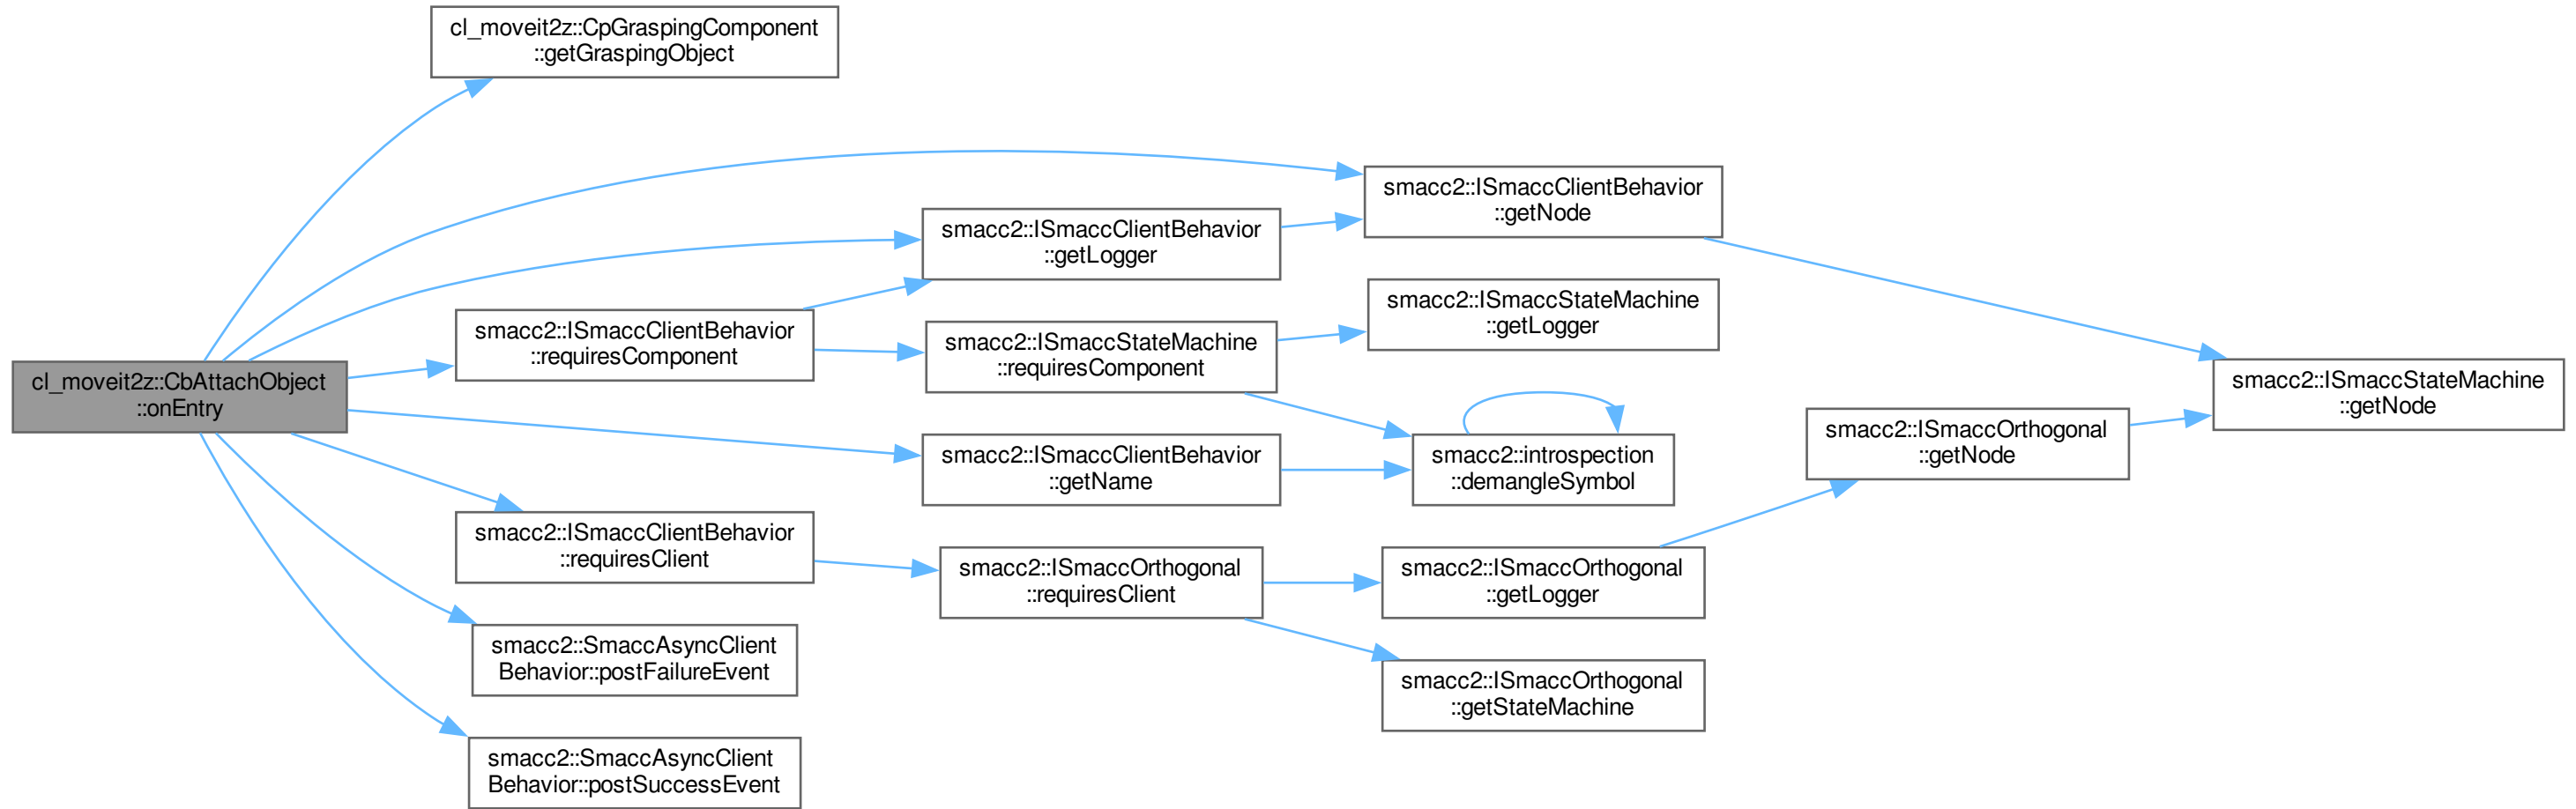 cl_moveit2z::CpGraspingComponent
::getGraspingObject
smacc2::ISmaccClientBehavior
::getNode
smacc2::ISmaccClientBehavior
::getLogger
smacc2::ISmaccStateMachine
::getLogger
smacc2::ISmaccClientBehavior
::requiresComponent
smacc2::ISmaccStateMachine
::requiresComponent
cl_moveit2z::CbAttachObject
::onEntry
smacc2::ISmaccStateMachine
::getNode
smacc2::ISmaccOrthogonal
::getNode
smacc2::ISmaccClientBehavior
::getName
smacc2::introspection
::demangleSymbol
smacc2::ISmaccClientBehavior
::requiresClient
smacc2::ISmaccOrthogonal
::requiresClient
smacc2::ISmaccOrthogonal
::getLogger
smacc2::SmaccAsyncClient
Behavior::postFailureEvent
smacc2::ISmaccOrthogonal
::getStateMachine
smacc2::SmaccAsyncClient
Behavior::postSuccessEvent